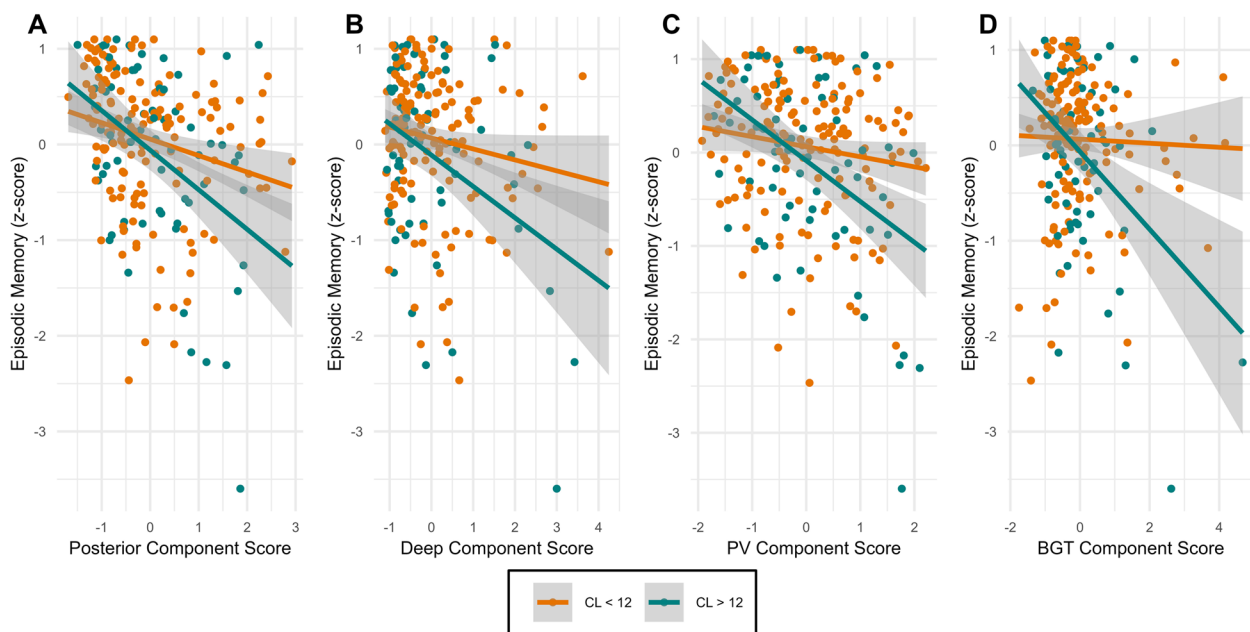 A
B
C
D
Episodic Memory (z-score)
1
0
-1
-2
-3
-1 0 1 2 3
Posterior Component Score
Episodic Memory (z-score)
1
0
-1
-2
-3
-1 0 1 2 3 4
Deep Component Score
Episodic Memory (z-score)
1
0
-1
-2
-3
-2 -1 0 1 2
PV Component Score
Episodic Memory (z-score)
1
0
-1
-2
-3
-2 0 2 4
BGT Component Score
CL < 12 CL > 12